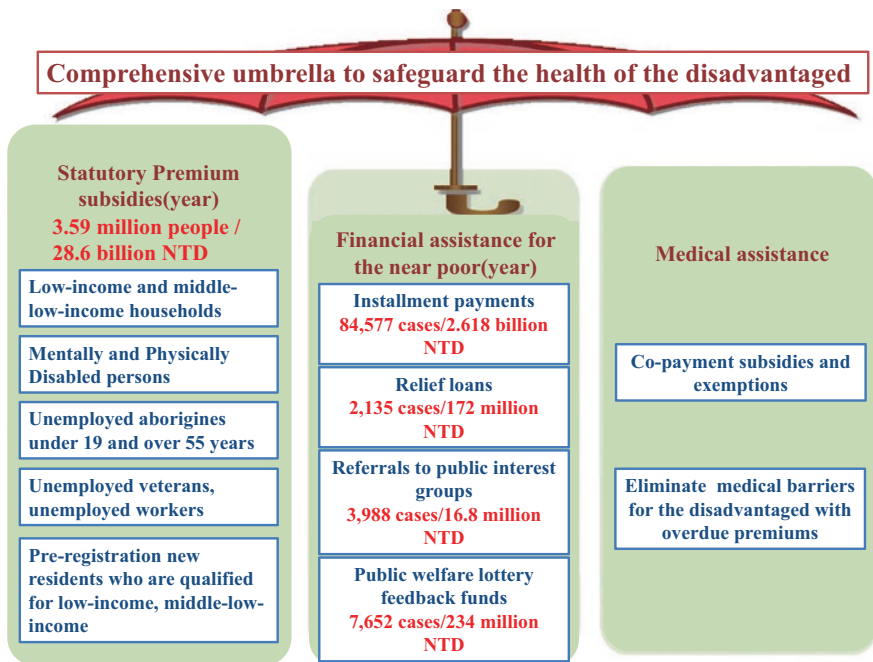 Comprehensive umbrella to safeguard the health of the disadvantaged
Statutory Premium
subsidies(year)
3.59 million people /
28.6 billion NTD
Low-income and middle-
low-income households
Mentally and Physically
Disabled persons
Unemployed aborigines
under 19 and over 55 years
Unemployed veterans,
unemployed workers
Pre-registration new
residents who are qualified
for low-income, middle-low-
income
Financial assistance for
the near poor(year)
Installment payments
84,577 cases/2.618 billion
NTD
Relief loans
2,135 cases/172 million
NTD
Referrals to public interest
groups
3,988 cases/16.8 million
NTD
Public welfare lottery
feedback funds
7,652 cases/234 million
NTD
Medical assistance
Co-payment subsidies and
exemptions
Eliminate medical barriers
for the disadvantaged with
overdue premiums